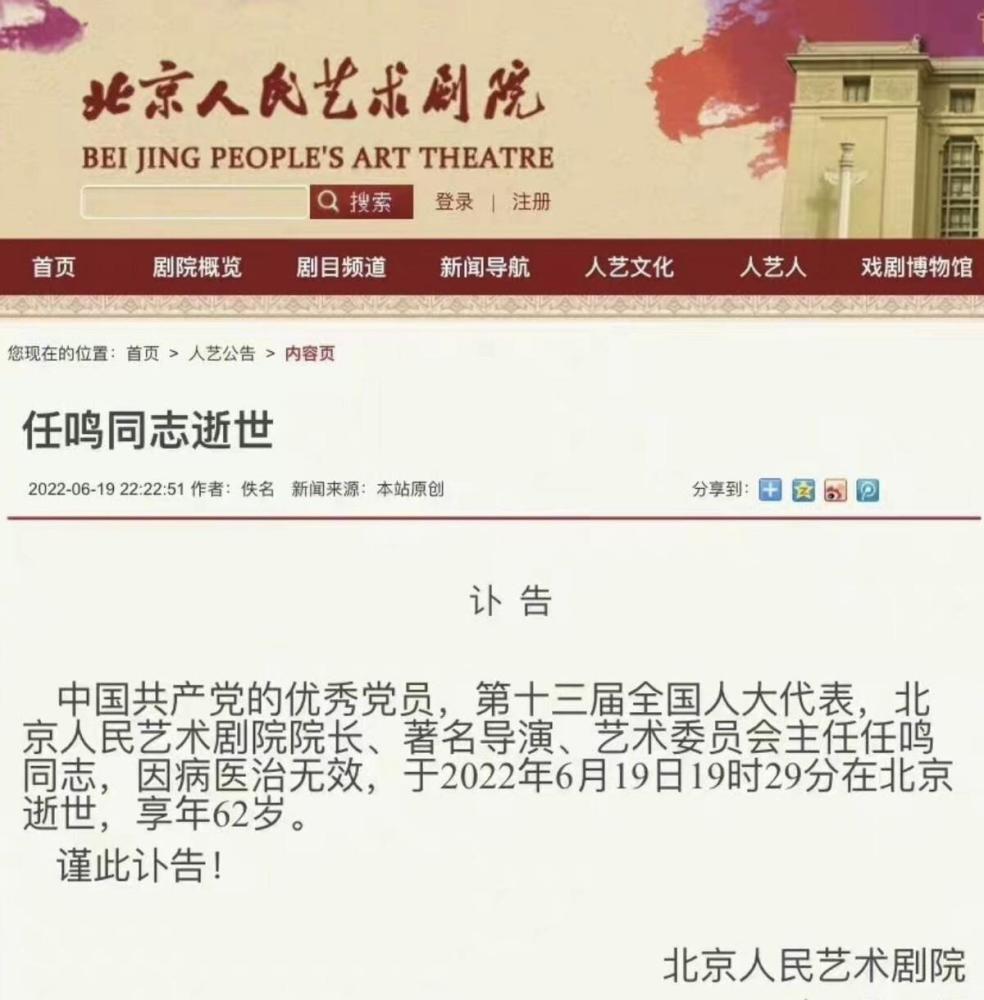 北京人民艺术剧院
BEI JING PEOPLE'S ART THEATRE
搜索 登录 | 注册
首页 剧院概览 剧目频道 新闻导航 人艺文化 人艺人 戏剧博物馆
您现在的位置：首页 > 人艺公告 > 内容页
任鸣同志逝世
2022-06-19 22:22:51 作者：佚名 新闻来源：本站原创 分享到：
讣 告
中国共产党的优秀党员，第十三届全国人大代表，北
京人民艺术剧院院长、著名导演、艺术委员会主任任鸣
同志，因病医治无效，于2022年6月19日19时29分在北京
逝世，享年62岁。
谨此讣告！
北京人民艺术剧院